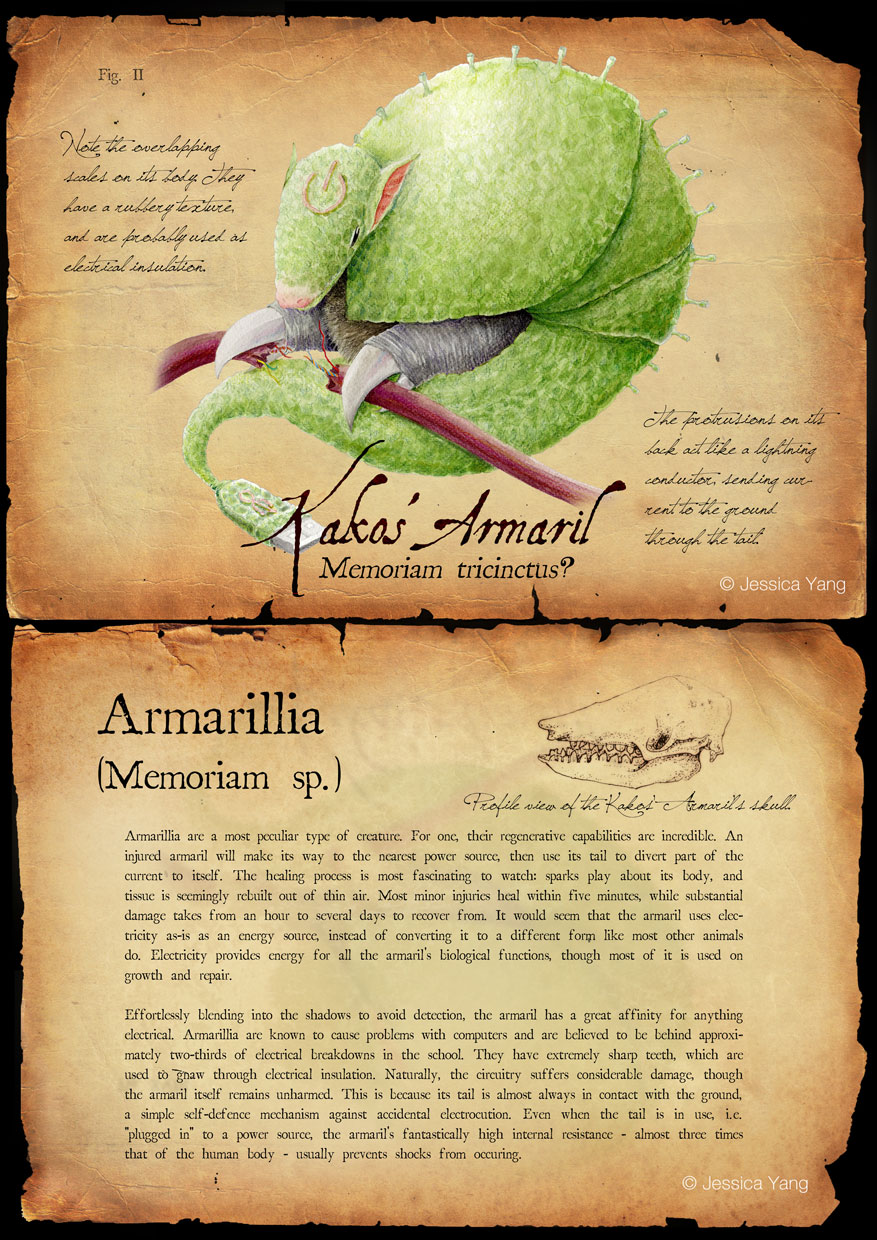 Fig. II
Note the overlapping
scales on its body. They
have a rubbery texture,
and are probably used as
electrical insulation.
The protrusions on its
back act like a lightning
conductor, sending cur-
rent to the ground
through the tail.
Kakos' Armaril
Memoriam tricinctus?
© Jessica Yang
Armarillia
(Memoriam sp.)
Profile view of the Kakos' Armaril's skull.
Armarillia are a most peculiar type of creature. For one, their regenerative capabilities are incredible. An
injured armaril will make its way to the nearest power source, then use its tail to divert part of the
current to itself. The healing process is most fascinating to watch: sparks play about its body, and
tissue is seemingly rebuilt out of thin air. Most minor injuries heal within five minutes, while substantial
damage takes from an hour to several days to recover from. It would seem that the armaril uses elec-
tricity as-is as an energy source, instead of converting it to a different form like most other animals
do. Electricity provides energy for all the armaril's biological functions, though most of it is used on
growth and repair.
Effortlessly blending into the shadows to avoid detection, the armaril has a great affinity for anything
electrical. Armarillia are known to cause problems with computers and are believed to be behind approxi-
mately two-thirds of electrical breakdowns in the school. They have extremely sharp teeth, which are
used to gnaw through electrical insulation. Naturally, the circuitry suffers considerable damage, though
the armaril itself remains unharmed. This is because its tail is almost always in contact with the ground,
a simple self-defence mechanism against accidental electrocution. Even when the tail is in use, i.e.
"plugged in" to a power source, the armaril's fantastically high internal resistance - almost three times
that of the human body - usually prevents shocks from occuring.
© Jessica Yang